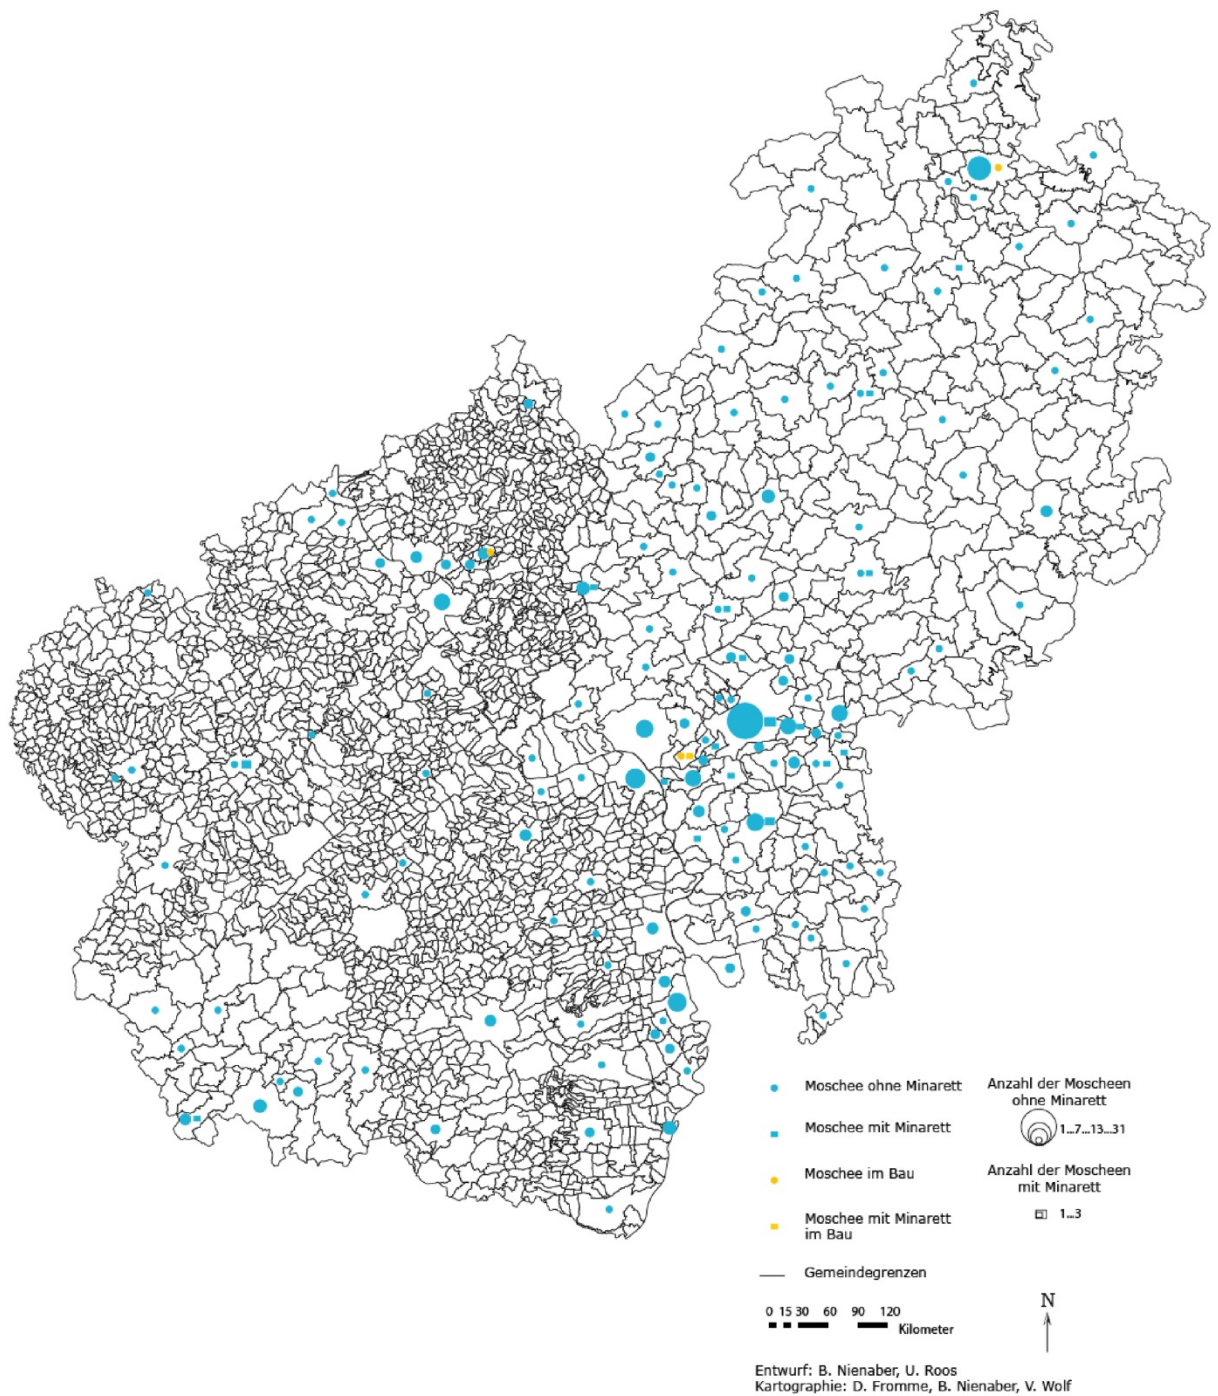 Moschee ohne Minarett
Moschee mit Minarett
Moschee im Bau
Moschee mit Minarett
im Bau
Gemeindegrenzen
Anzahl der Moscheen
ohne Minarett
1...7...13...31
Anzahl der Moscheen
mit Minarett
1...3
0 15 30 60 90 120
Kilometer
N
Entwurf: B. Nienaber, U. Roos
Kartographie: D. Fromme, B. Nienaber, V. Wolf